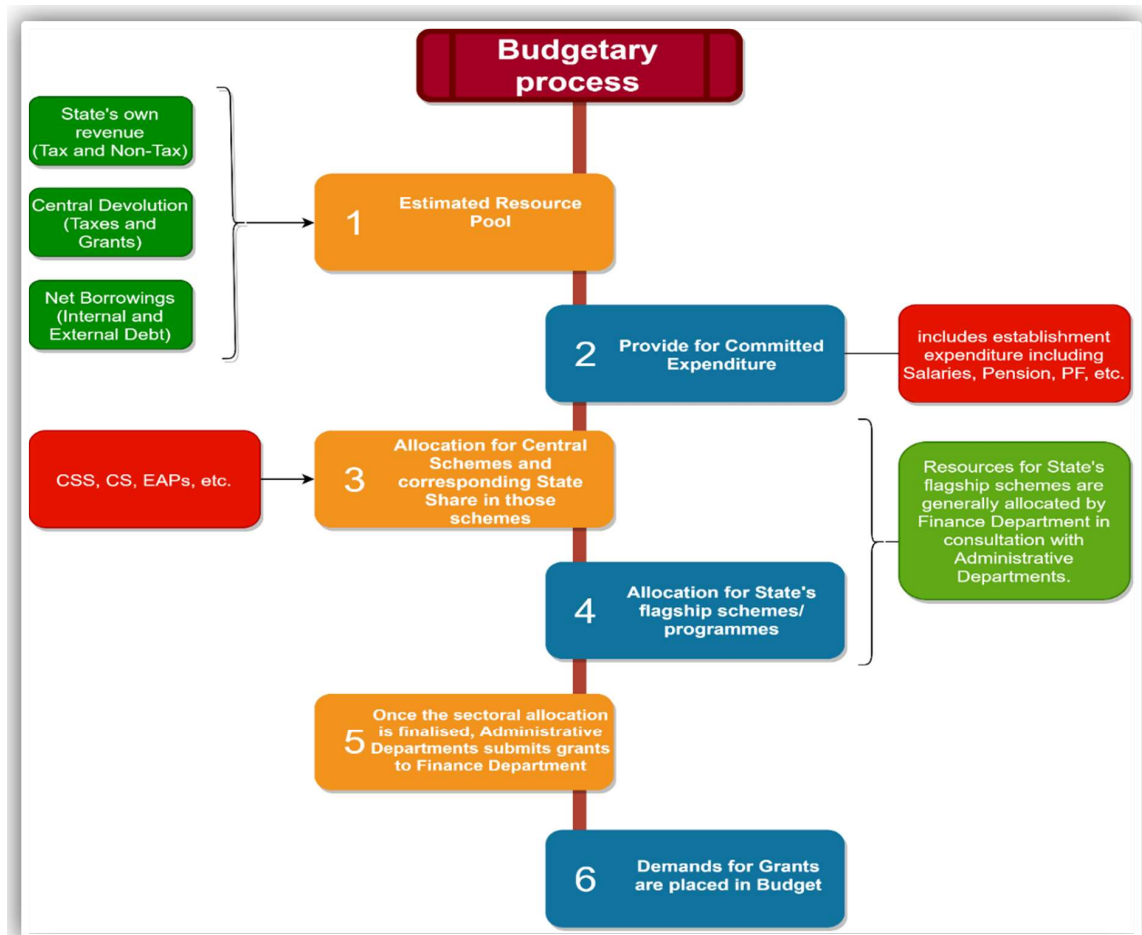 Budgetary
process
State's own
revenue
(Tax and Non-Tax)
Central Devolution
(Taxes and
Grants)
Net Borrowings
(Internal and
External Debt)
1
Estimated Resource
Pool
2
Provide for Committed
Expenditure
includes establishment
expenditure including
Salaries, Pension, PF, etc.
CSS, CS, EAPs, etc.
3
Allocation for Central
Schemes and
corresponding State
Share in those
schemes
Resources for State's
flagship schemes are
generally allocated by
Finance Department in
consultation with
Administrative
Departments.
4
Allocation for State's
flagship schemes/
programmes
5
Once the sectoral allocation
is finalised, Administrative
Departments submits grants
to Finance Department
6
Demands for Grants
are placed in Budget